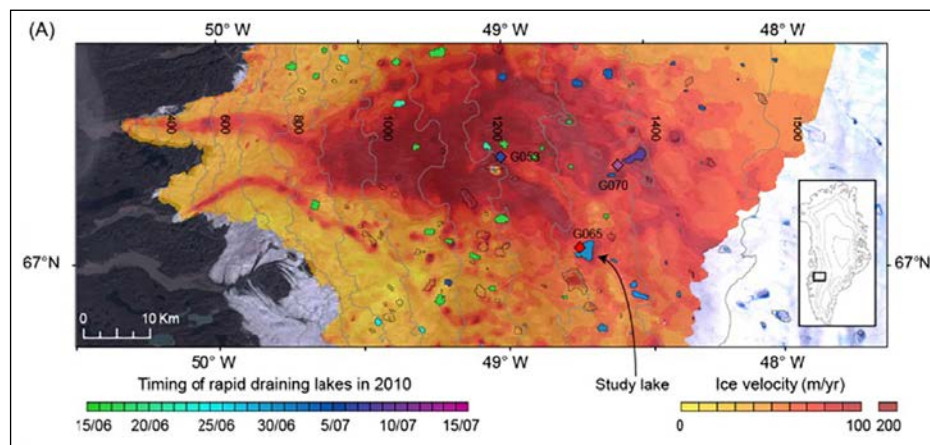 (A)
50° W 49° W 48° W
400 600 800 1000 1200 1400 1500
G053
G070
G065
67°N 67°N
0 10 Km
50° W 49° W 48° W
Timing of rapid draining lakes in 2010
Study lake
Ice velocity (m/yr)
15/06 20/06 25/06 30/06 5/07 10/07 15/07
0 100 200